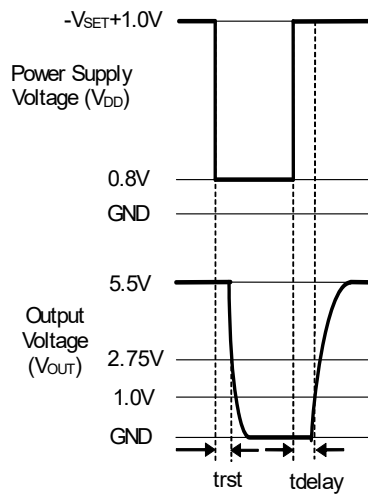 -VSET+1.0V
Power Supply
Voltage (VDD)
0.8V
GND
5.5V
Output
Voltage
(VOUT)
2.75V
1.0V
GND
trst
tdelay